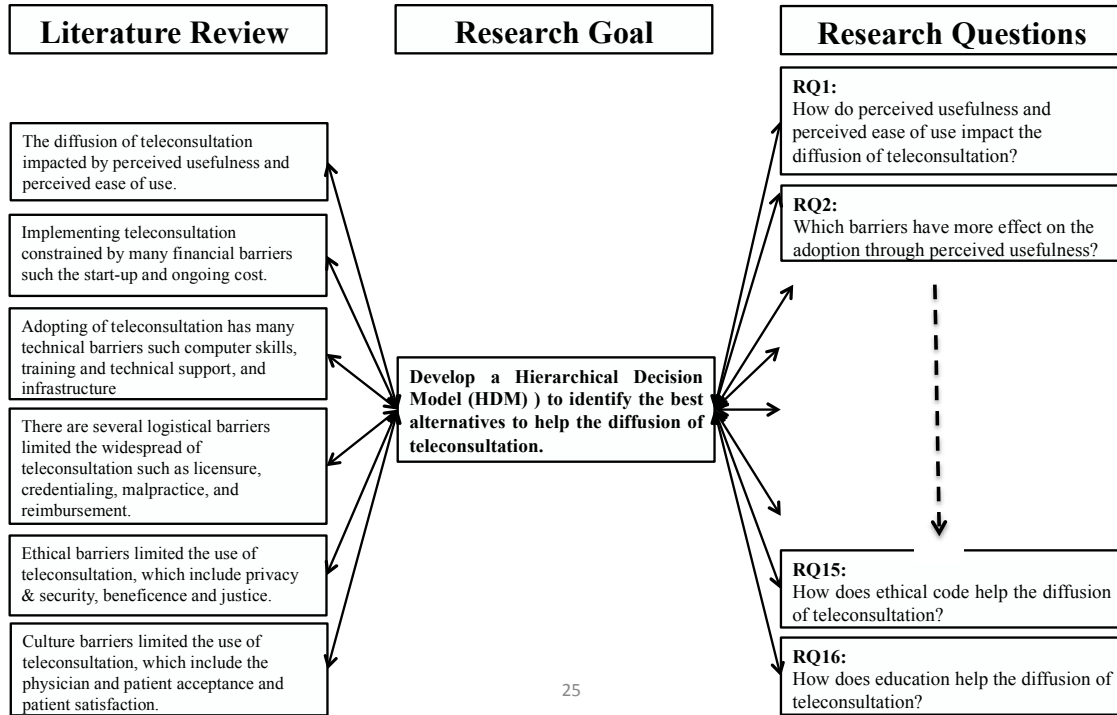 Literature Review
Research Goal
Research Questions
The diffusion of teleconsultation
impacted by perceived usefulness and
perceived ease of use.
Implementing teleconsultation
constrained by many financial barriers
such the start-up and ongoing cost.
Adopting of teleconsultation has many
technical barriers such computer skills,
training and technical support, and
infrastructure
There are several logistical barriers
limited the widespread of
teleconsultation such as licensure,
credentialing, malpractice, and
reimbursement.
Ethical barriers limited the use of
teleconsultation, which include privacy
& security, beneficence and justice.
Culture barriers limited the use of
teleconsultation, which include the
physician and patient acceptance and
patient satisfaction.
Develop a Hierarchical Decision
Model (HDM) ) to identify the best
alternatives to help the diffusion of
teleconsultation.
RQ1:
How do perceived usefulness and
perceived ease of use impact the
diffusion of teleconsultation?
RQ2:
Which barriers have more effect on the
adoption through perceived usefulness?
RQ15:
How does ethical code help the diffusion
of teleconsultation?
RQ16:
How does education help the diffusion of
teleconsultation?
25